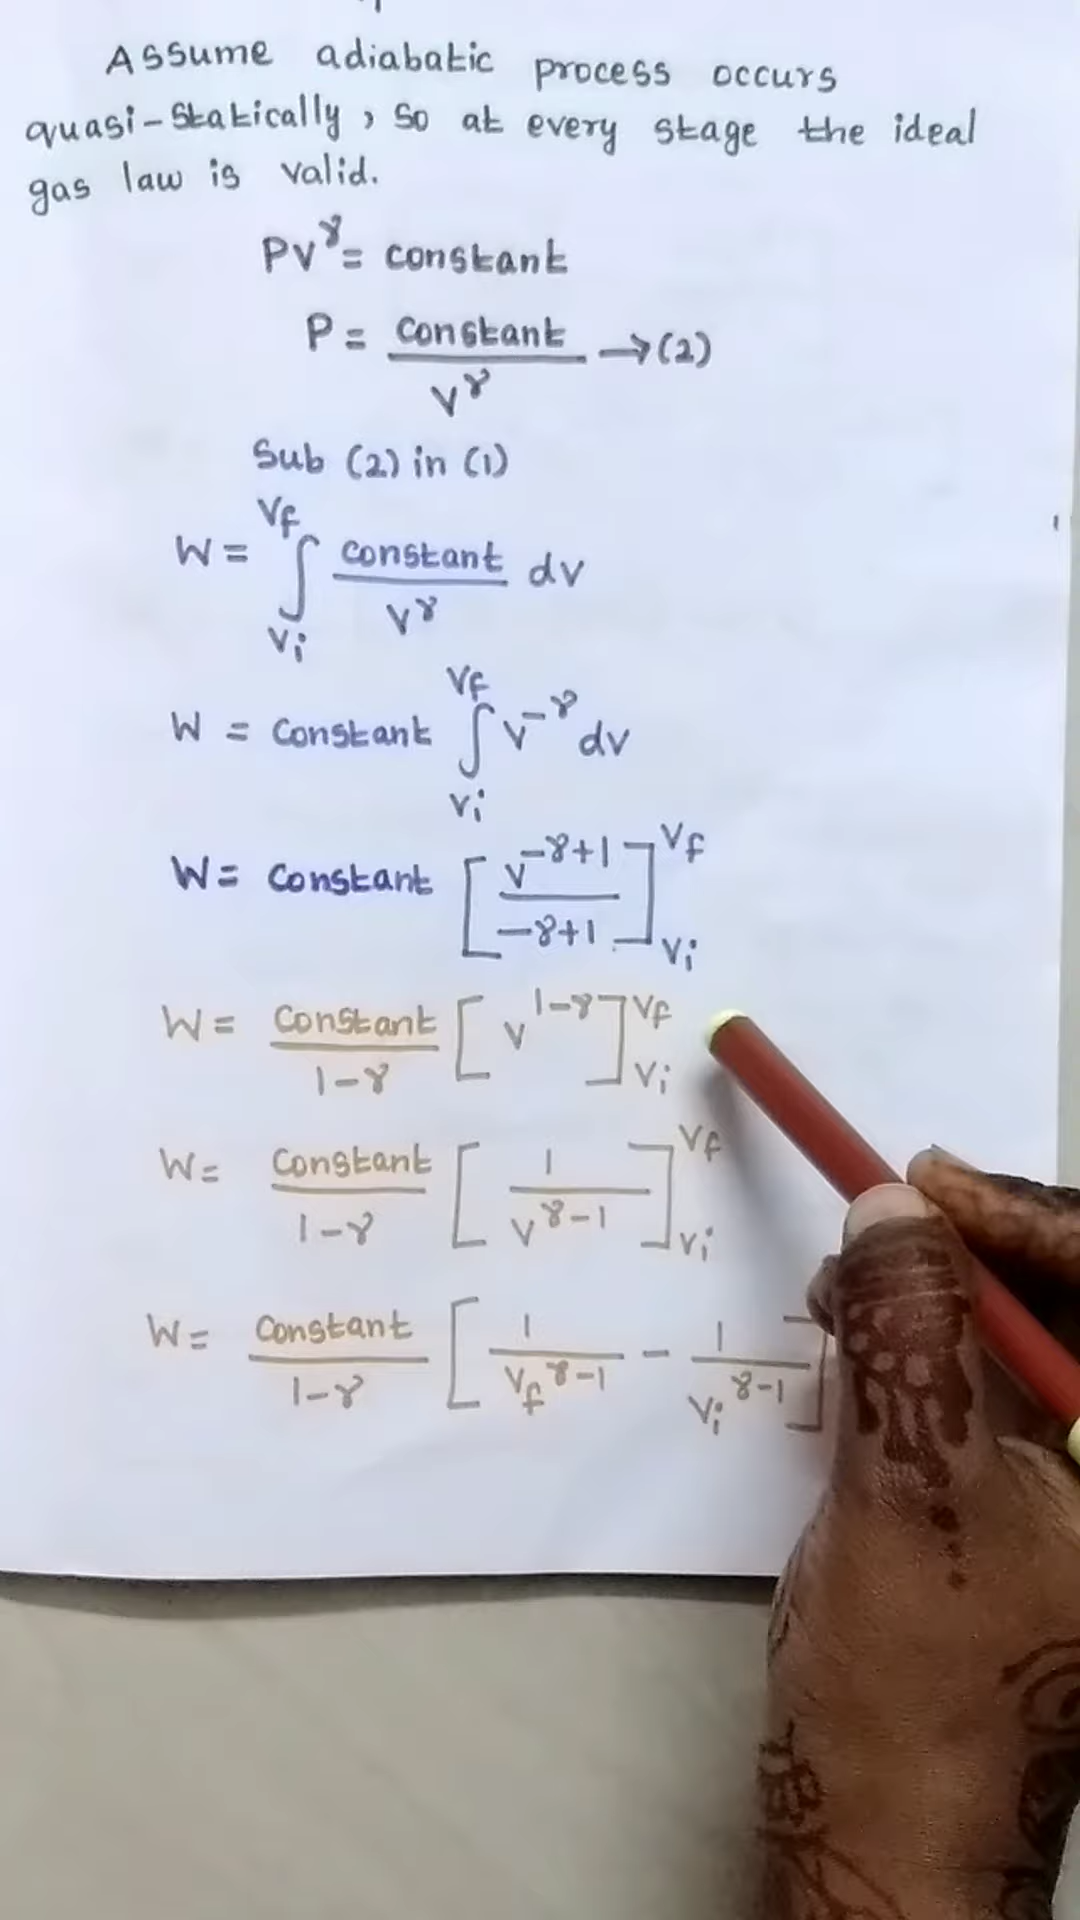 Assume adiabatic process occurs
quasi-statically, so at every stage the ideal
gas law is valid.
PV^γ = constant
P = constant / V^γ → (2)
Sub (2) in (1)
W = ∫_{Vi}^{Vf} constant / V^γ dV
W = constant ∫_{Vi}^{Vf} V^{-γ} dV
W = constant [ V^{-γ+1} / -γ+1 ]_{Vi}^{Vf}
W = constant / 1-γ [ V^{1-γ} ]_{Vi}^{Vf}
W = constant / 1-γ [ 1 / V^{γ-1} ]_{Vi}^{Vf}
W = constant / 1-γ [ 1 / Vf^{γ-1} - 1 / Vi^{γ-1} ]